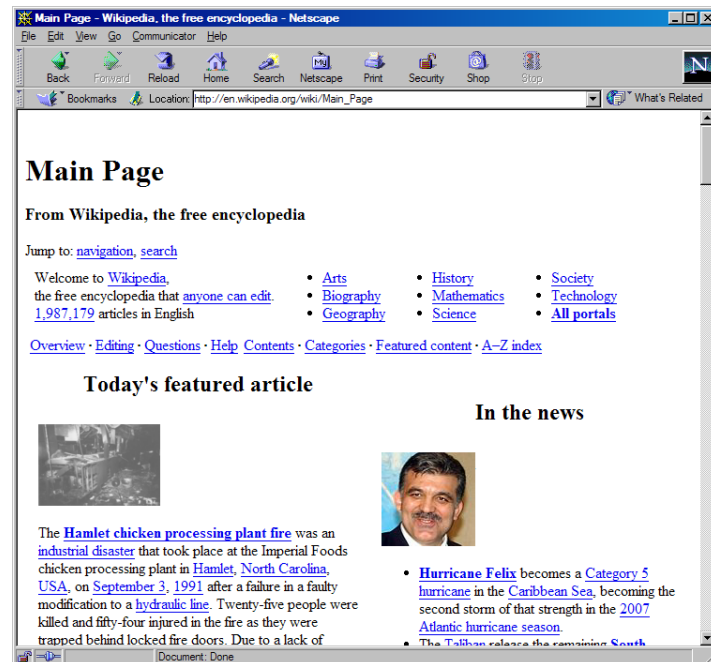 Main Page - Wikipedia, the free encyclopedia - Netscape
File Edit View Go Communicator Help
Back Forward Reload Home Search Netscape Print Security Shop Stop
My
N
Bookmarks Location: http://en.wikipedia.org/wiki/Main_Page What's Related
Main Page
From Wikipedia, the free encyclopedia
Jump to: navigation, search
Welcome to Wikipedia,
the free encyclopedia that anyone can edit.
1,987,179 articles in English
• Arts
• Biography
• Geography
• History
• Mathematics
• Science
• Society
• Technology
• All portals
Overview · Editing · Questions · Help Contents · Categories · Featured content · A–Z index
Today's featured article
The Hamlet chicken processing plant fire was an
industrial disaster that took place at the Imperial Foods
chicken processing plant in Hamlet, North Carolina,
USA, on September 3, 1991 after a failure in a faulty
modification to a hydraulic line. Twenty-five people were
killed and fifty-four injured in the fire as they were
trapped behind locked fire doors. Due to a lack of
In the news
• Hurricane Felix becomes a Category 5
hurricane in the Caribbean Sea, becoming the
second storm of that strength in the 2007
Atlantic hurricane season.
• The Taliban release the remaining South
Document: Done